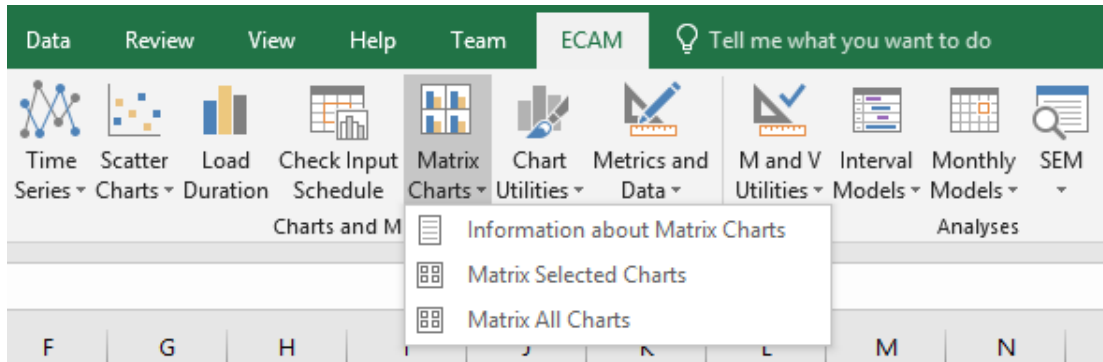 Data Review View Help Team ECAM Tell me what you want to do
Time Scatter Load Check Input Matrix Chart Metrics and M and V Interval Monthly SEM
Series Charts Duration Schedule Charts Utilities Data Utilities Models Models
Charts and M Analyses
Information about Matrix Charts
Matrix Selected Charts
Matrix All Charts
F G H I J K L M N